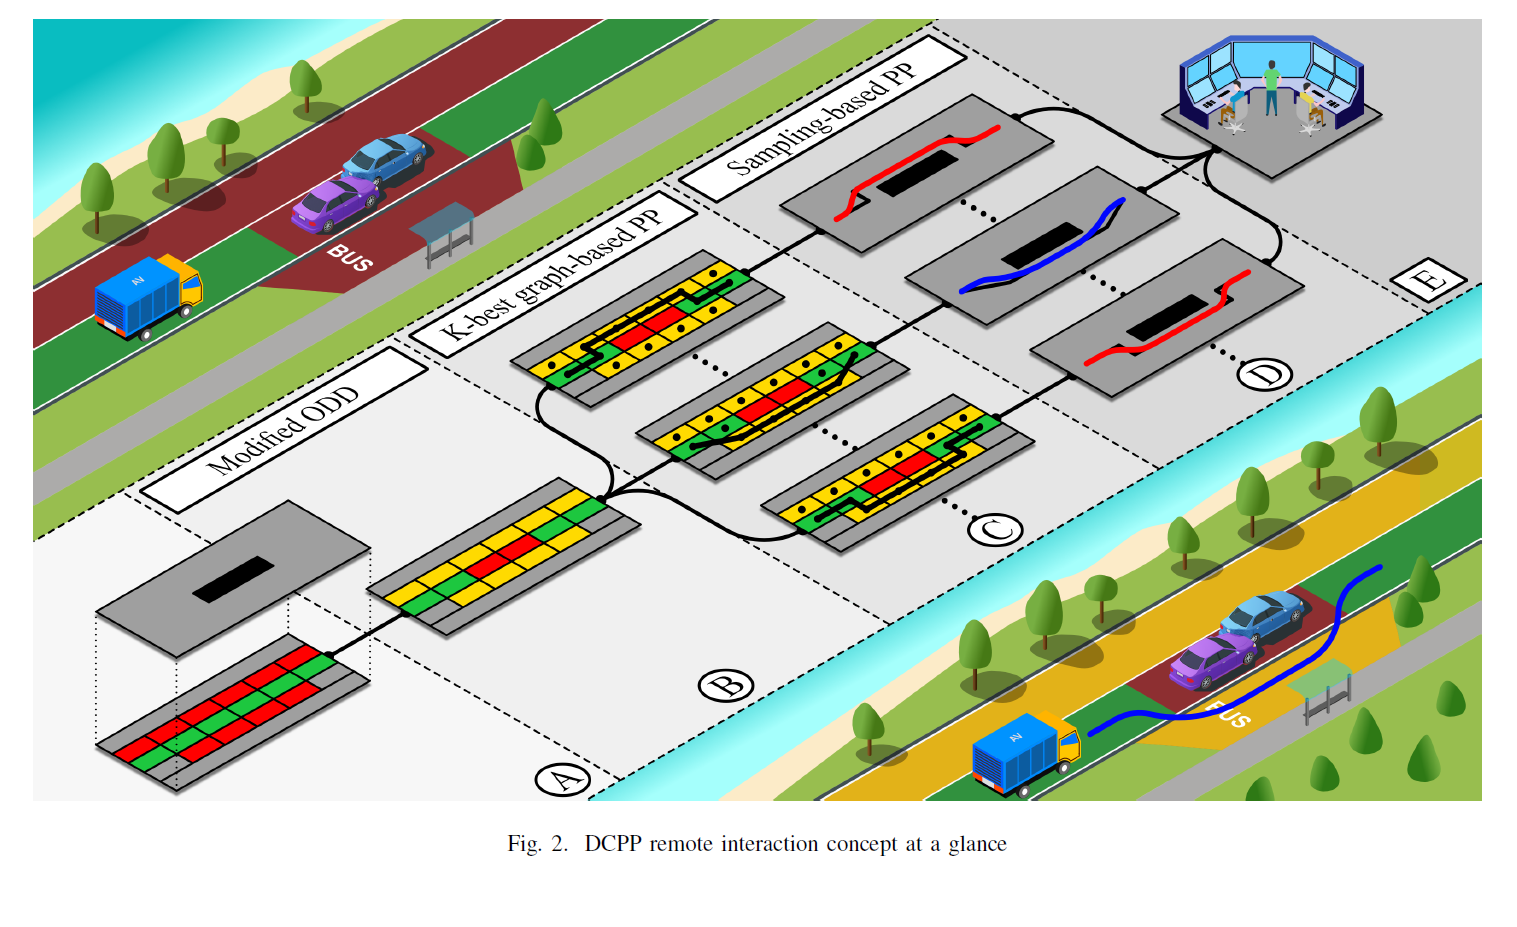 Sampling-based PP
K-best graph-based PP
Modified ODD
BUS
AV
E
D
C
B
A
AV
BUS
Fig. 2. DCPP remote interaction concept at a glance